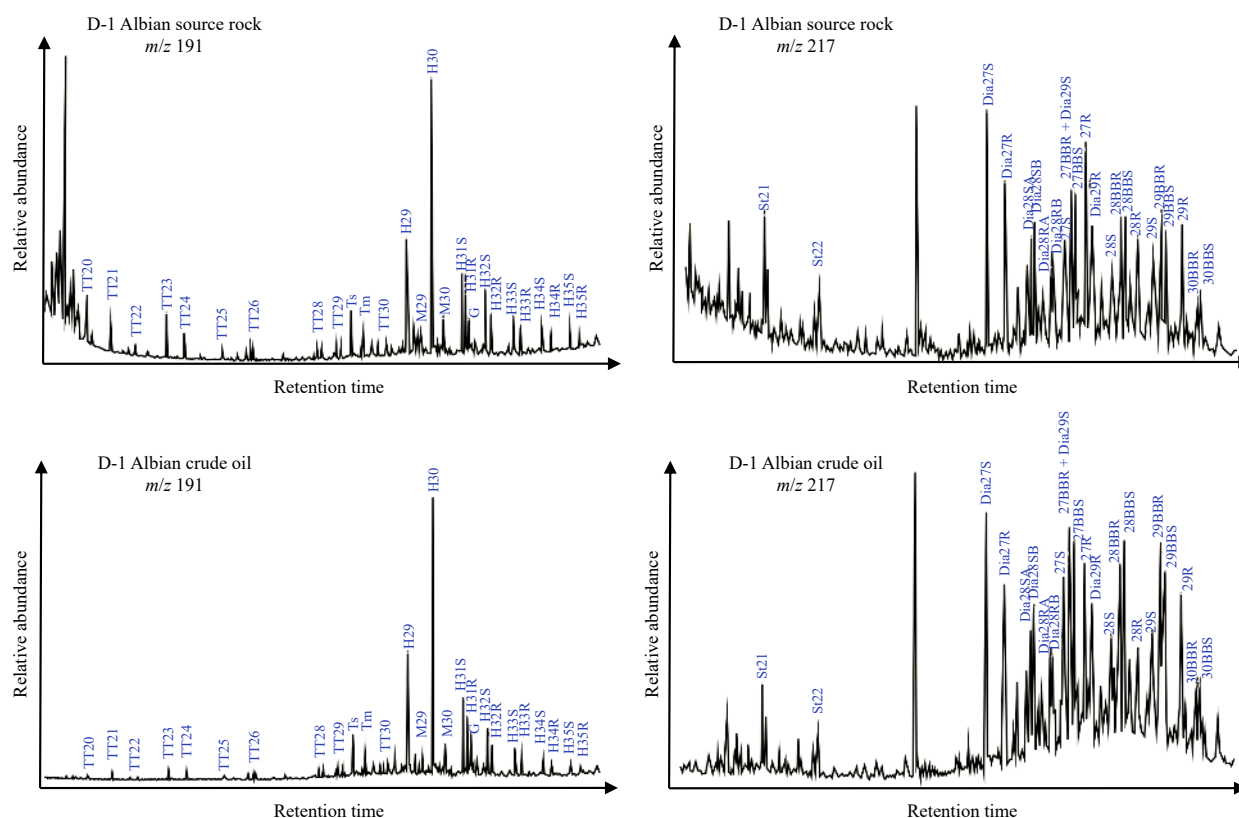 D-1 Albian source rock
m/z 191
Relative abundance
TT20
TT21
TT22
TT23
TT24
TT25
TT26
TT28
TT29
Ts
Tm
TT30
H29
M29
H30
M30
H31S
H31R
G
H32S
H32R
H33S
H33R
H34S
H34R
H35S
H35R
Retention time
D-1 Albian source rock
m/z 217
Relative abundance
St21
St22
Dia27S
Dia27R
Dia28SA
Dia28SB
Dia28RA
Dia28RB
27S
27BBR + Dia29S
27BBS
27R
Dia29R
28S
28BBR
28BBS
28R
29S
29BBR
29BBS
29R
30BBR
30BBS
Retention time
D-1 Albian crude oil
m/z 191
Relative abundance
TT20
TT21
TT22
TT23
TT24
TT25
TT26
TT28
TT29
Ts
Tm
TT30
H29
M29
H30
M30
H31S
H31R
G
H32S
H32R
H33S
H33R
H34S
H34R
H35S
H35R
Retention time
D-1 Albian crude oil
m/z 217
Relative abundance
St21
St22
Dia27S
Dia27R
Dia28SA
Dia28SB
Dia28RA
Dia28RB
27S
27BBR + Dia29S
27BBS
27R
Dia29R
28S
28BBR
28BBS
28R
29S
29BBR
29BBS
29R
30BBR
30BBS
Retention time